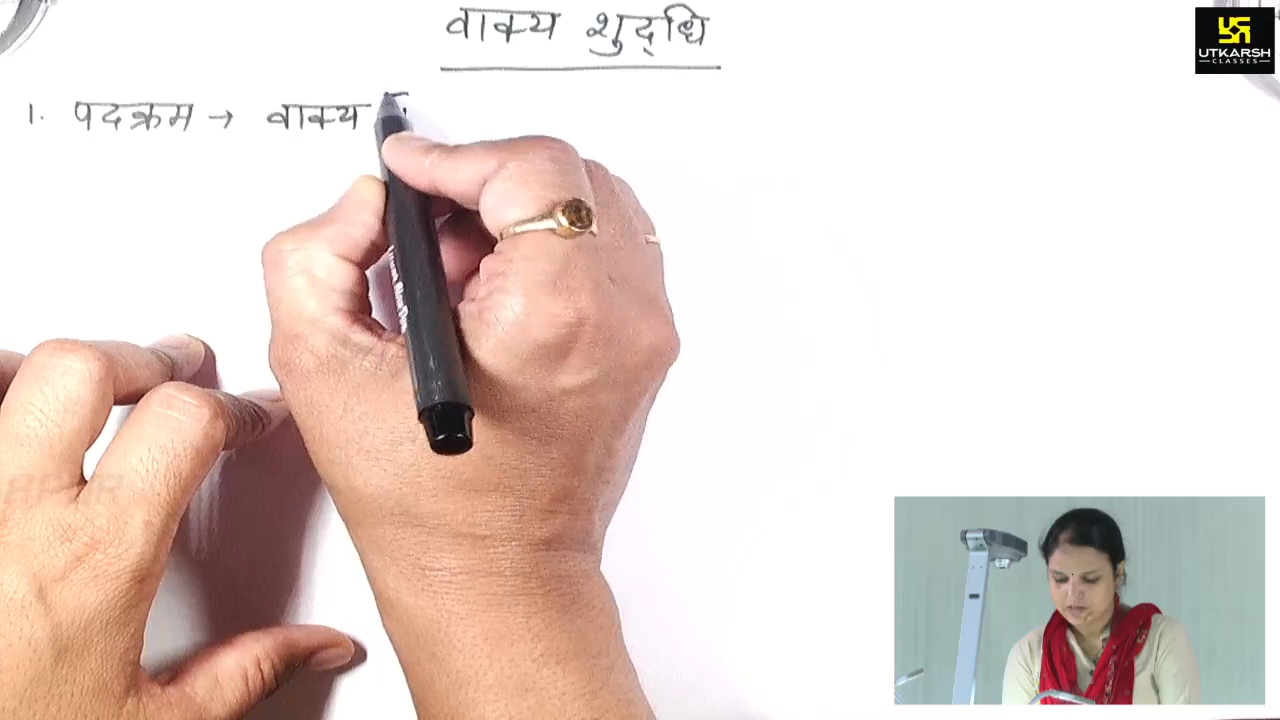 वाक्य शुद्धि
UTKARSH
CLASSES
1. पदक्रम → वाक्य